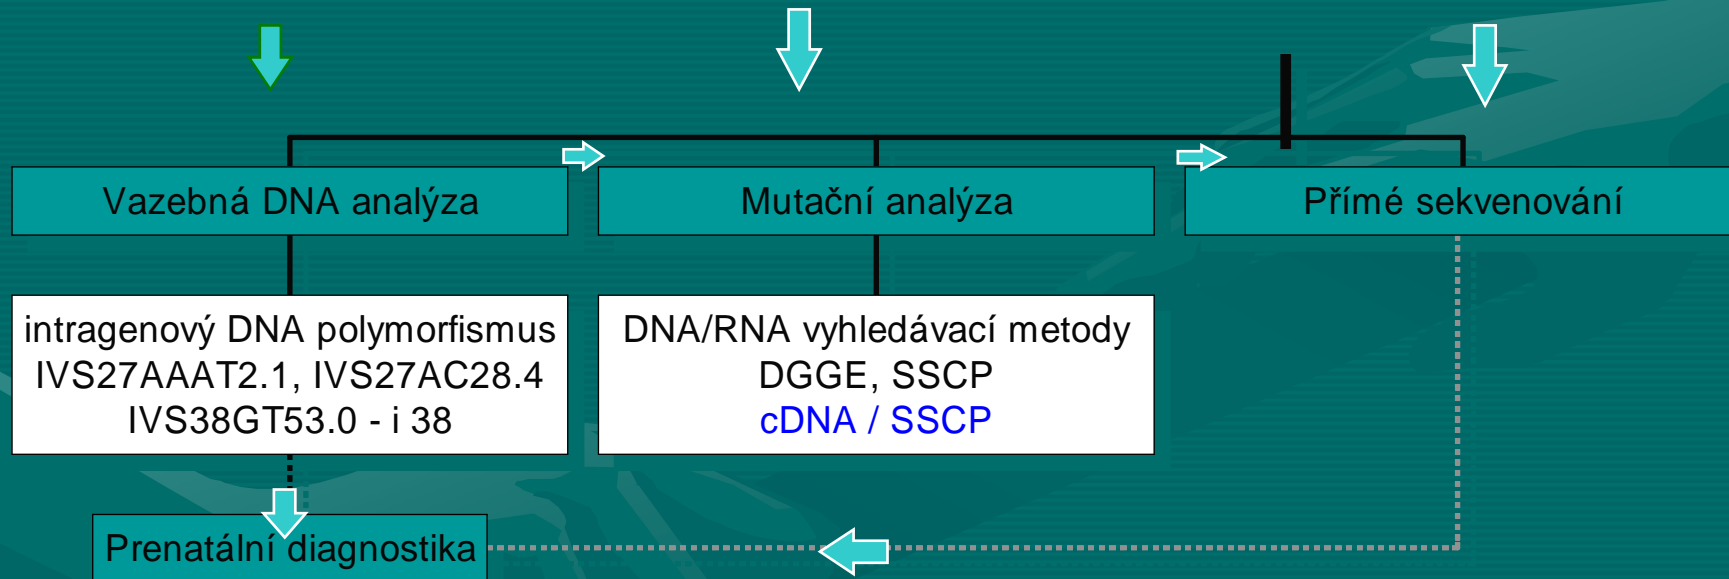 Vazebná DNA analýza
Mutační analýza
Přímé sekvenování
intragenový DNA polymorfismus
IVS27AAAT2.1, IVS27AC28.4
IVS38GT53.0 - i 38
DNA/RNA vyhledávací metody
DGGE, SSCP
cDNA / SSCP
Prenatální diagnostika